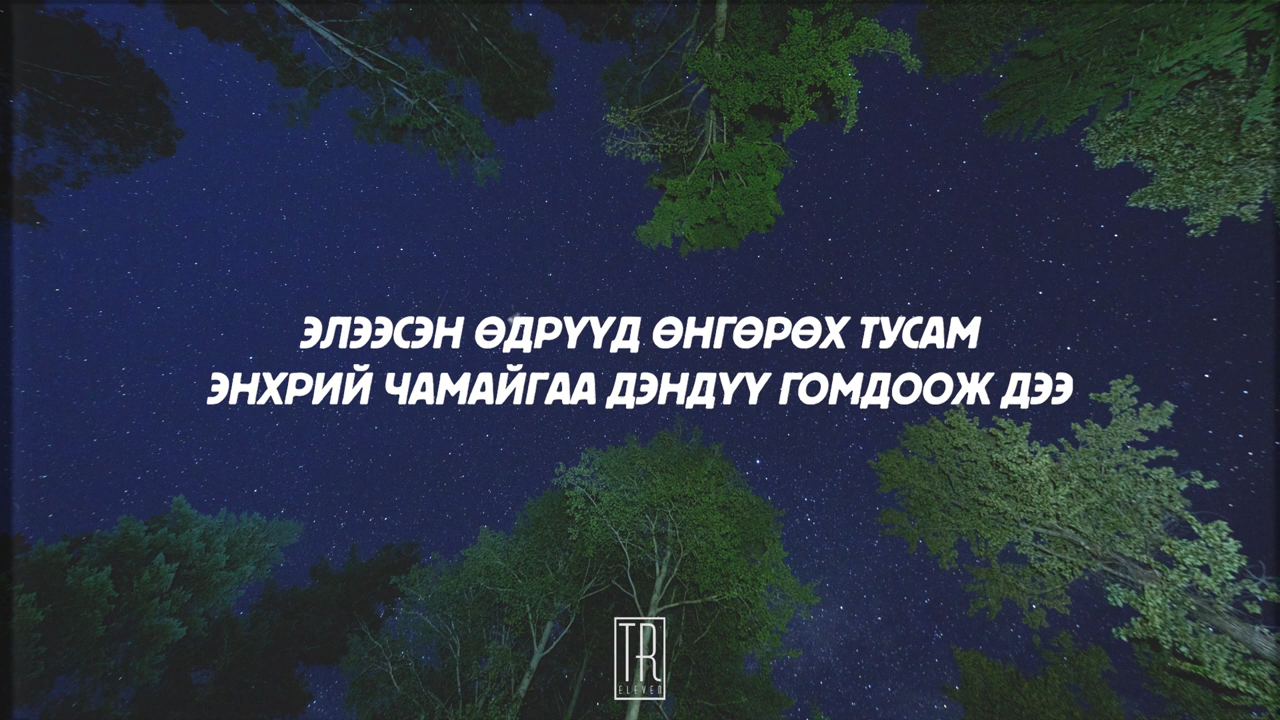 ЭЛЭЭСЭН ӨДРҮҮД ӨНГӨРӨХ ТУСАМ
ЭНХРИЙ ЧАМАЙГАА ДЭНДҮҮ ГОМДООЖ ДЭЭ
TR
ELEVEN